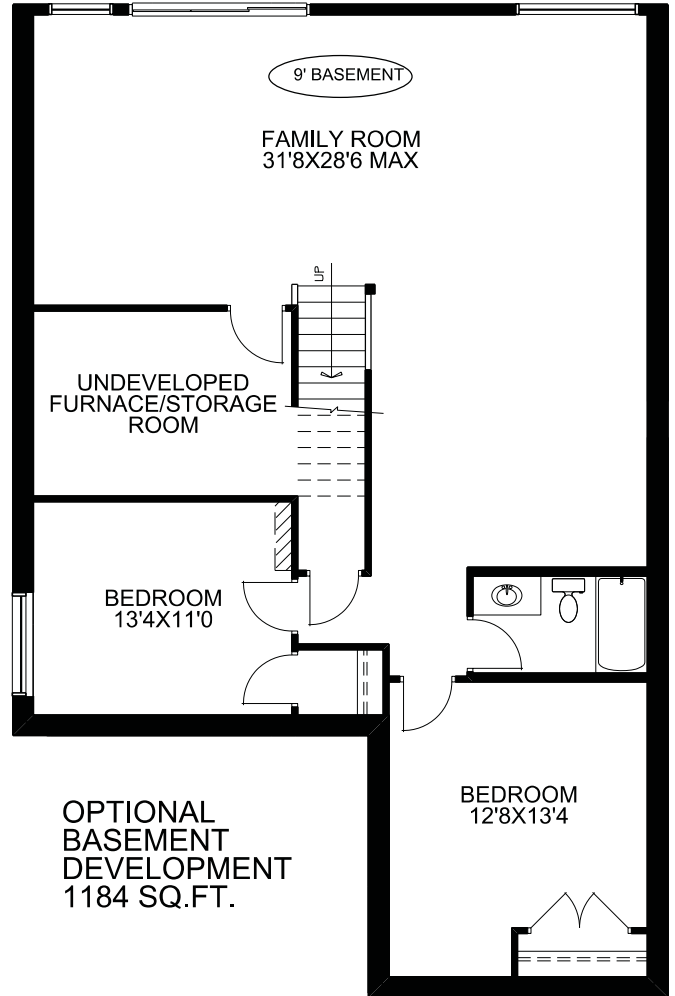 9' BASEMENT
FAMILY ROOM
31'8X28'6 MAX
UP
UNDEVELOPED
FURNACE/STORAGE
ROOM
BEDROOM
13'4X11'0
BEDROOM
12'8X13'4
OPTIONAL
BASEMENT
DEVELOPMENT
1184 SQ.FT.